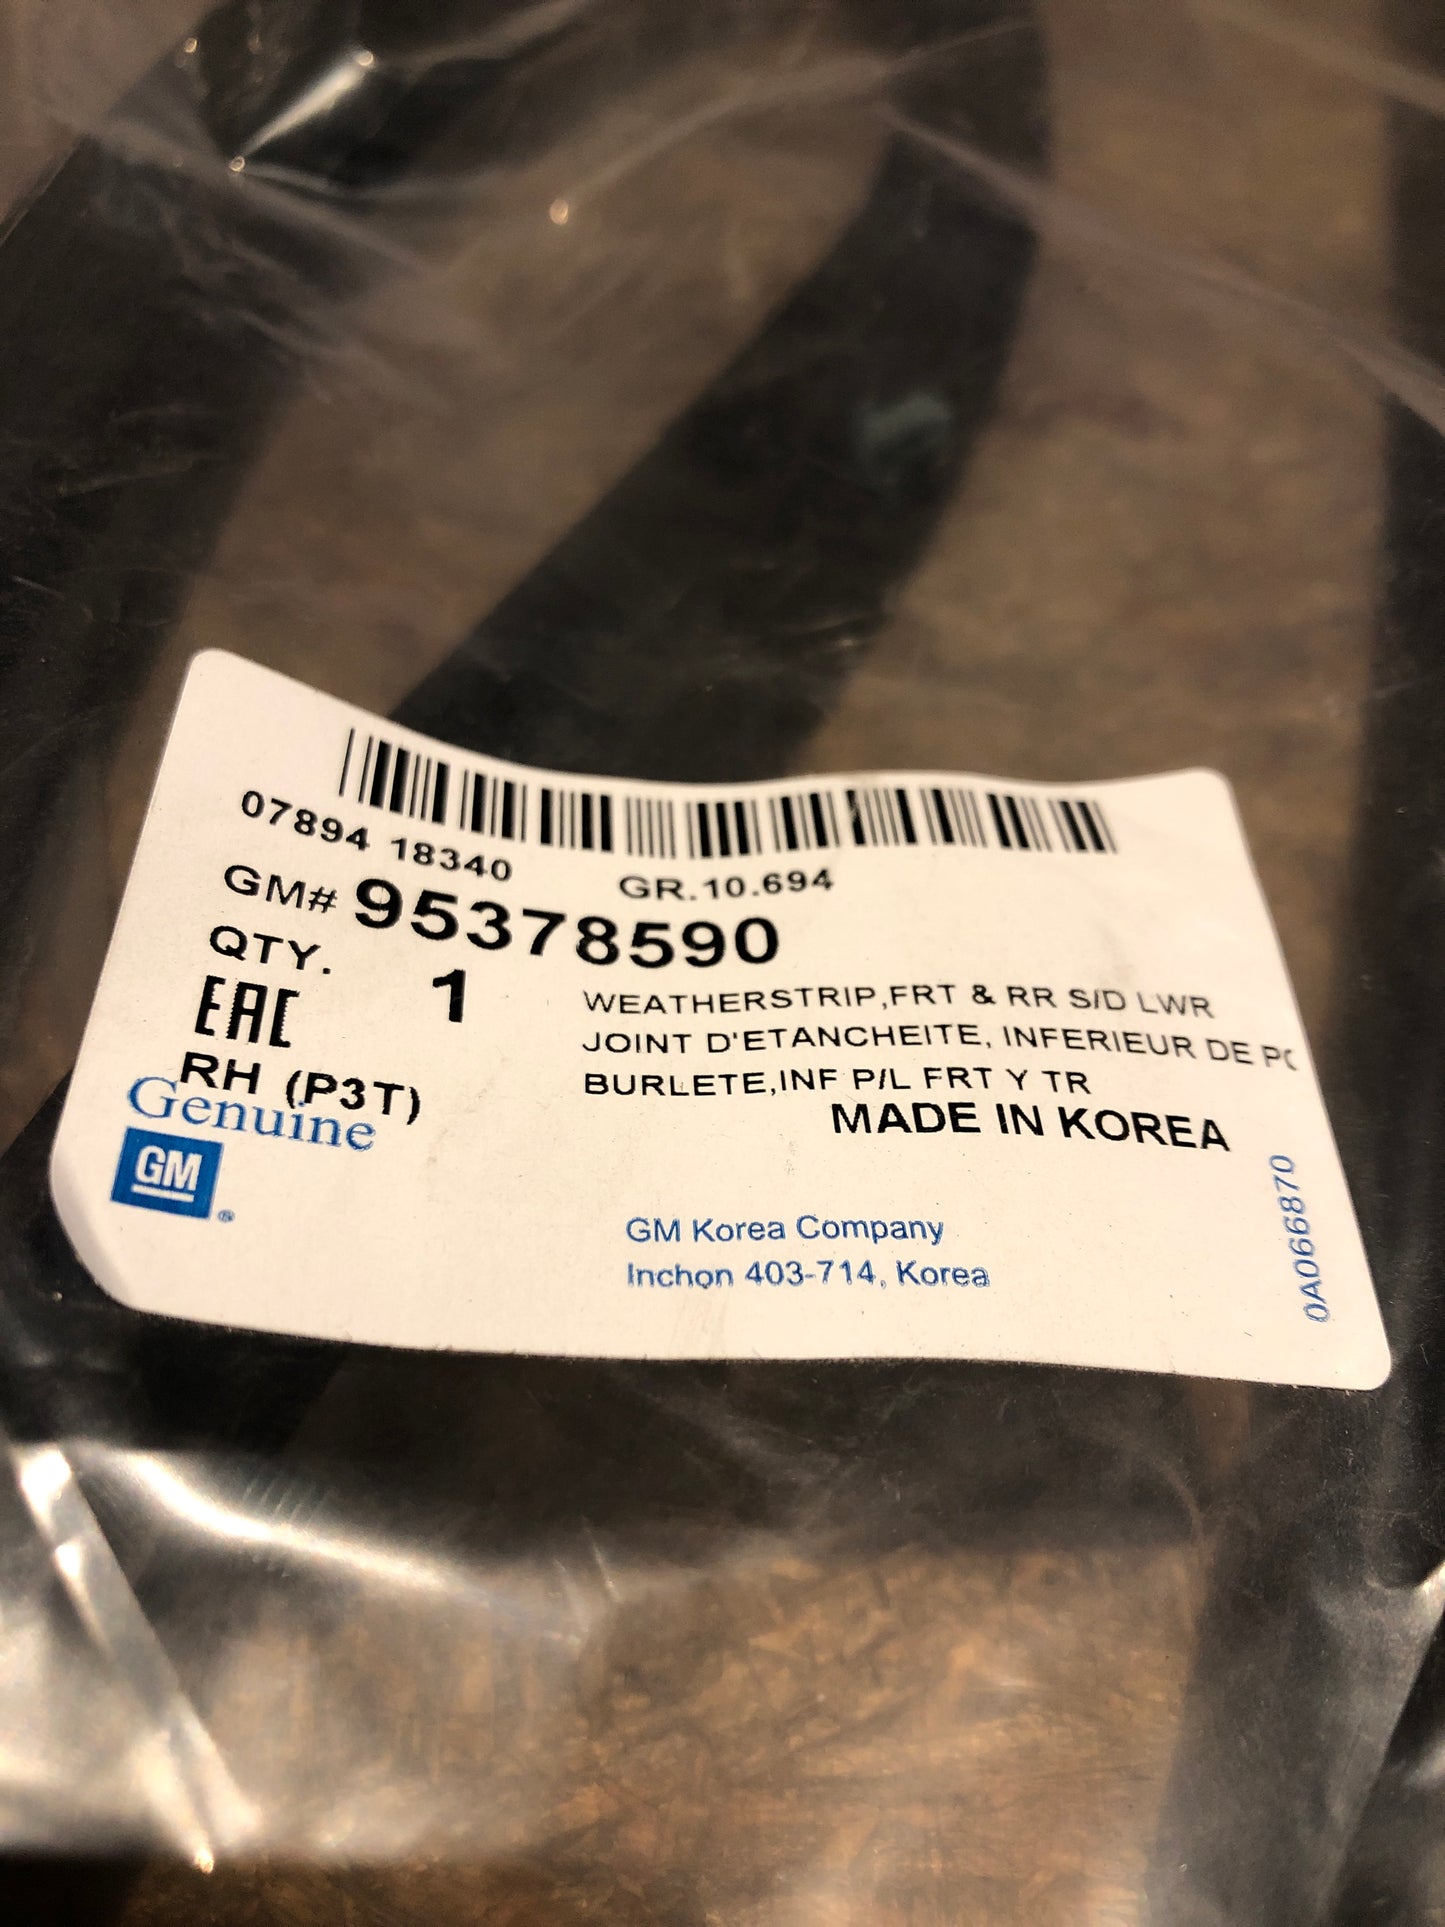 07894 18340
GR.10.694
GM# 95378590
QTY. 1
EAC
WEATHERSTRIP,FRT & RR S/D LWR
JOINT D'ETANCHEITE, INFERIEUR DE
BURLETE,INF P/L FRT Y TR
RH (P3T)
MADE IN KOREA
Genuine
GM
®
GM Korea Company
Inchon 403-714, Korea
0A066870